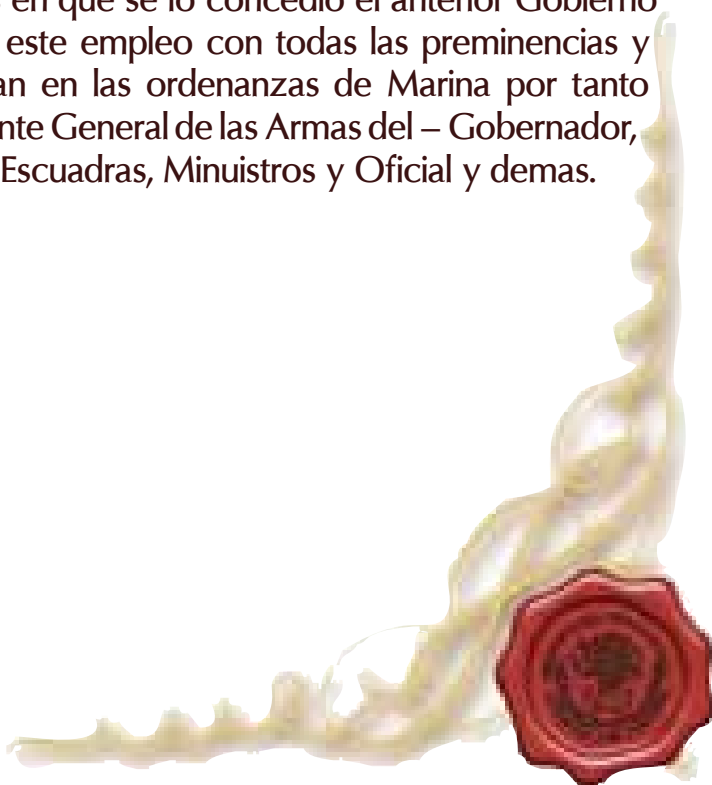 en que se lo concedió el anterior Gobierno
este empleo con todas las preminencias y
an en las ordenanzas de Marina por tanto
nte General de las Armas del – Gobernador,
Escuadras, Minuistros y Oficial y demas.